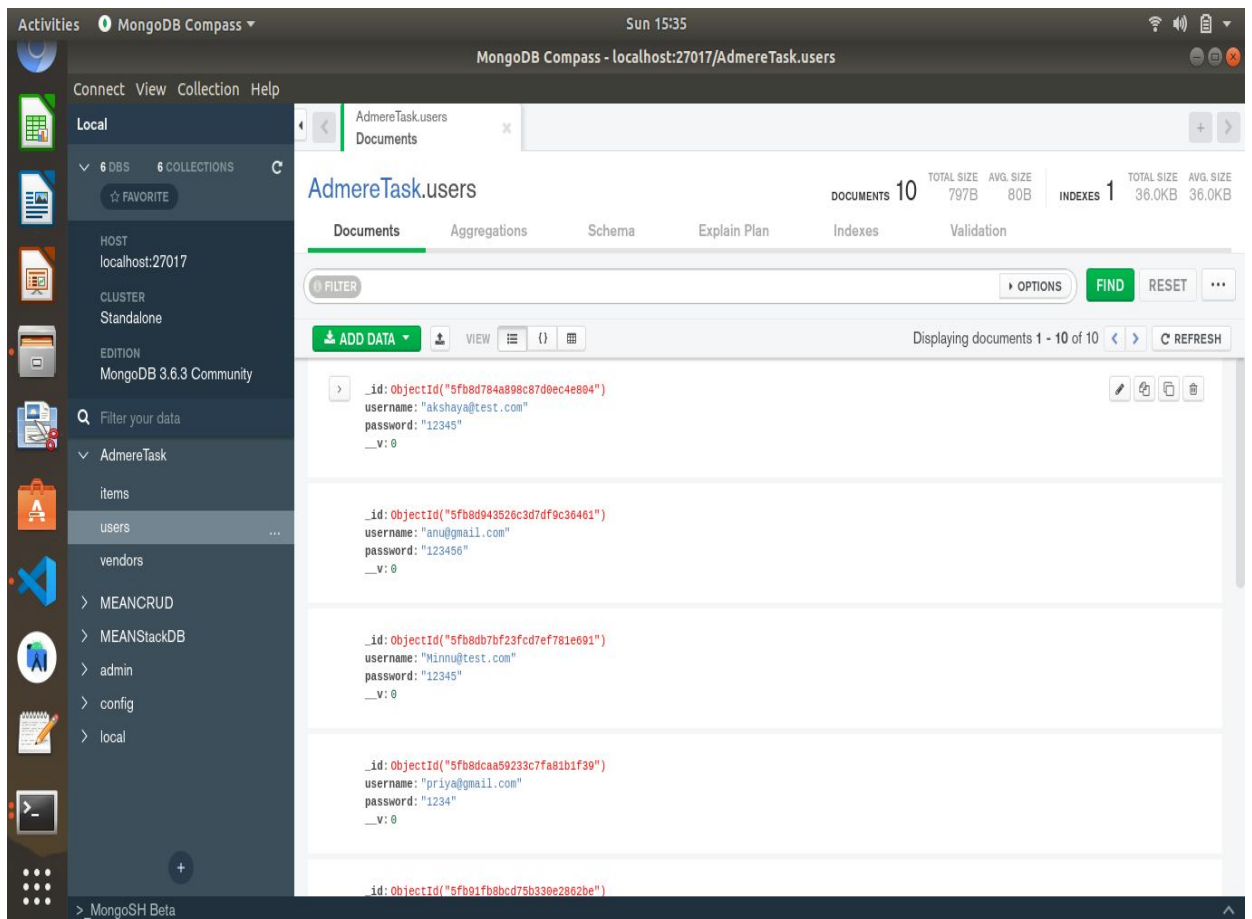 Activities MongoDB Compass Sun 15:35
MongoDB Compass - localhost:27017/AdmereTask.users
Connect View Collection Help
Local
6 DBS 6 COLLECTIONS
FAVORITE
HOST
localhost:27017
CLUSTER
Standalone
EDITION
MongoDB 3.6.3 Community
Filter your data
AdmereTask
items
users ...
vendors
MEANCRUD
MEANStackDB
admin
config
local
>_MongoSH Beta
AdmereTask.users
Documents
AdmereTask.users
DOCUMENTS 10 TOTAL SIZE 797B AVG. SIZE 80B INDEXES 1 TOTAL SIZE 36.0KB AVG. SIZE 36.0KB
Documents Aggregations Schema Explain Plan Indexes Validation
FILTER OPTIONS FIND RESET ...
ADD DATA VIEW {} Displaying documents 1 - 10 of 10 < > REFRESH
_id: ObjectId("5fb8d784a898c87d0ec4e804")
username: "akshaya@test.com"
password: "12345"
__v: 0
_id: ObjectId("5fb8d943526c3d7df9c36461")
username: "anu@gmail.com"
password: "123456"
__v: 0
_id: ObjectId("5fb8db7bf23fcd7ef781e691")
username: "Minnu@test.com"
password: "12345"
__v: 0
_id: ObjectId("5fb8dcaa59233c7fa81b1f39")
username: "priya@gmail.com"
password: "1234"
__v: 0
_id: ObjectId("5fb91fb8bcd75b330e2862be")